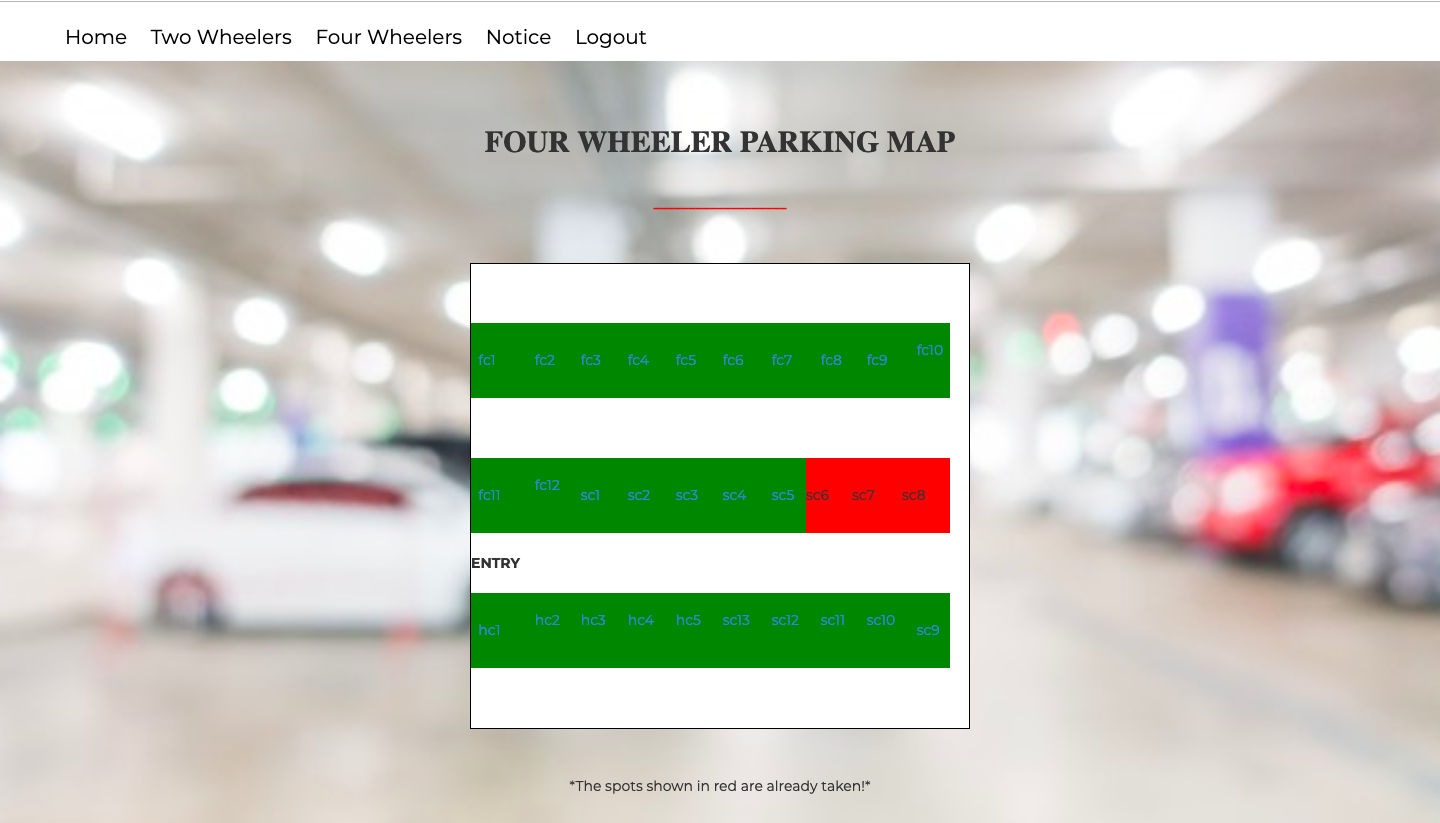 Home Two Wheelers Four Wheelers Notice Logout
FOUR WHEELER PARKING MAP
fc1 fc2 fc3 fc4 fc5 fc6 fc7 fc8 fc9 fc10
fc11 fc12 sc1 sc2 sc3 sc4 sc5 sc6 sc7 sc8
ENTRY
hc1 hc2 hc3 hc4 hc5 sc13 sc12 sc11 sc10 sc9
*The spots shown in red are already taken!*